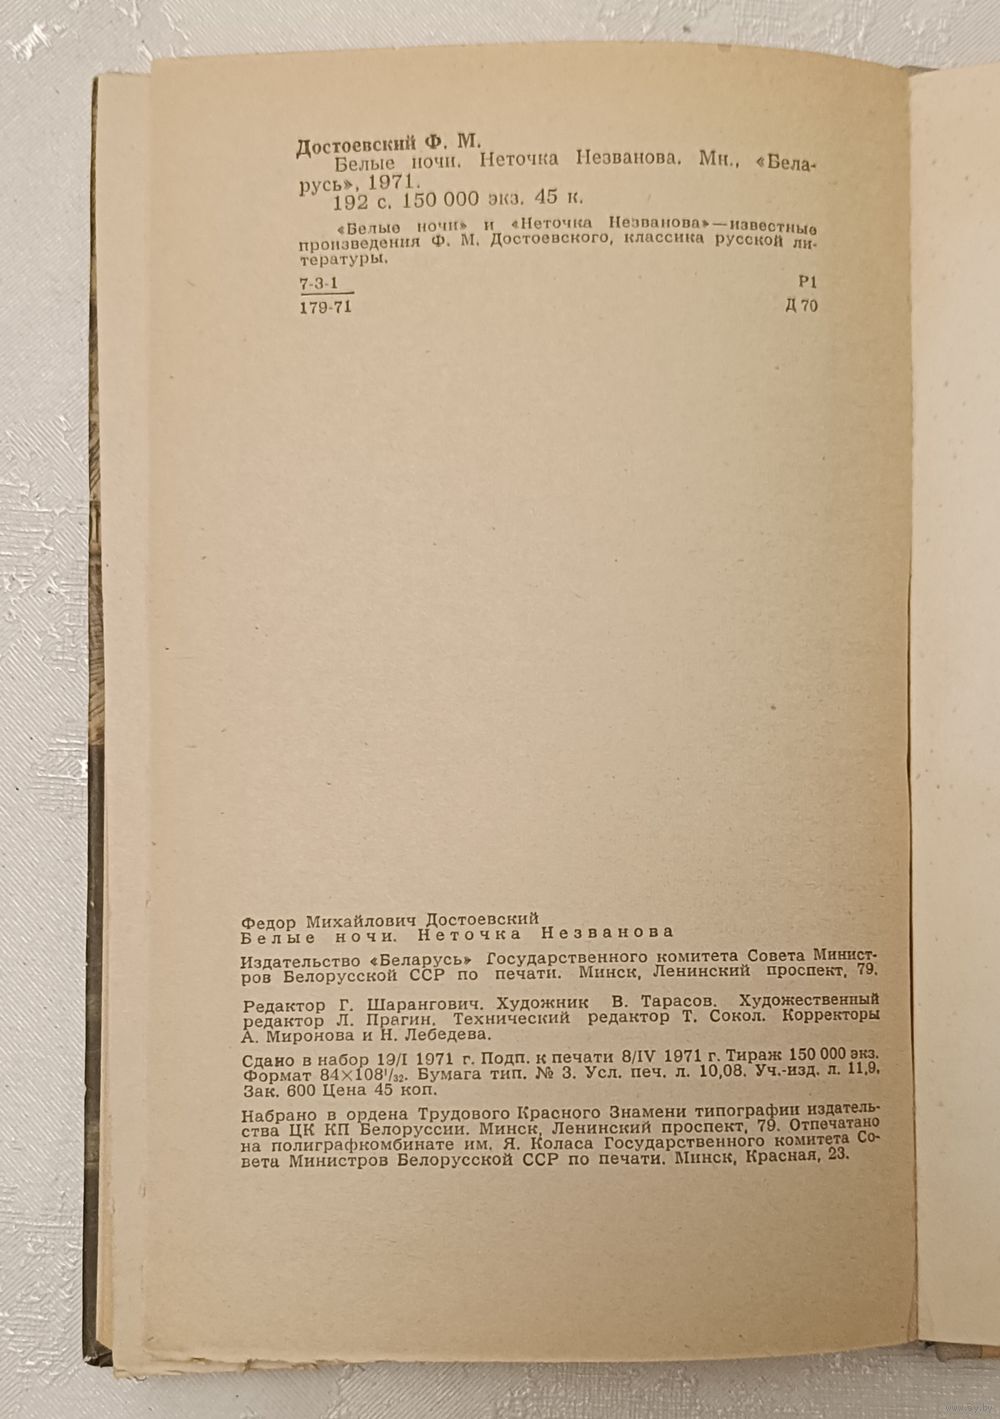 Достоевский Ф. М.
Белые ночи. Неточка Незванова. Мн., «Бела-
русь», 1971.
192 с. 150 000 экз. 45 к.
«Белые ночи» и «Неточка Незванова»—известные
произведения Ф. М. Достоевского, классика русской ли-
тературы.
7-3-1 Р1
179-71 Д 70
Федор Михайлович Достоевский
Белые ночи. Неточка Незванова
Издательство «Беларусь» Государственного комитета Совета Минист-
ров Белорусской ССР по печати. Минск, Ленинский проспект, 79.
Редактор Г. Шарангович. Художник В. Тарасов. Художественный
редактор Л. Прагин. Технический редактор Т. Сокол. Корректоры
А. Миронова и Н. Лебедева.
Сдано в набор 19/I 1971 г. Подп. к печати 8/IV 1971 г. Тираж 150 000 экз.
Формат 84×108¹/₃₂. Бумага тип. № 3. Усл. печ. л. 10,08. Уч.-изд. л. 11,9.
Зак. 600 Цена 45 коп.
Набрано в ордена Трудового Красного Знамени типографии издатель-
ства ЦК КП Белоруссии. Минск, Ленинский проспект, 79. Отпечатано
на полиграфкомбинате им. Я. Коласа Государственного комитета Со-
вета Министров Белорусской ССР по печати. Минск, Красная, 23.